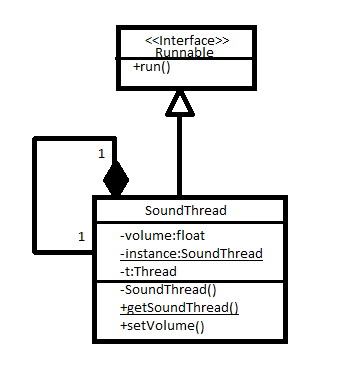 <<Interface>>
Runnable
+run()
1
1
SoundThread
-volume:float
-instance:SoundThread
-t:Thread
-SoundThread()
+getSoundThread()
+setVolume()